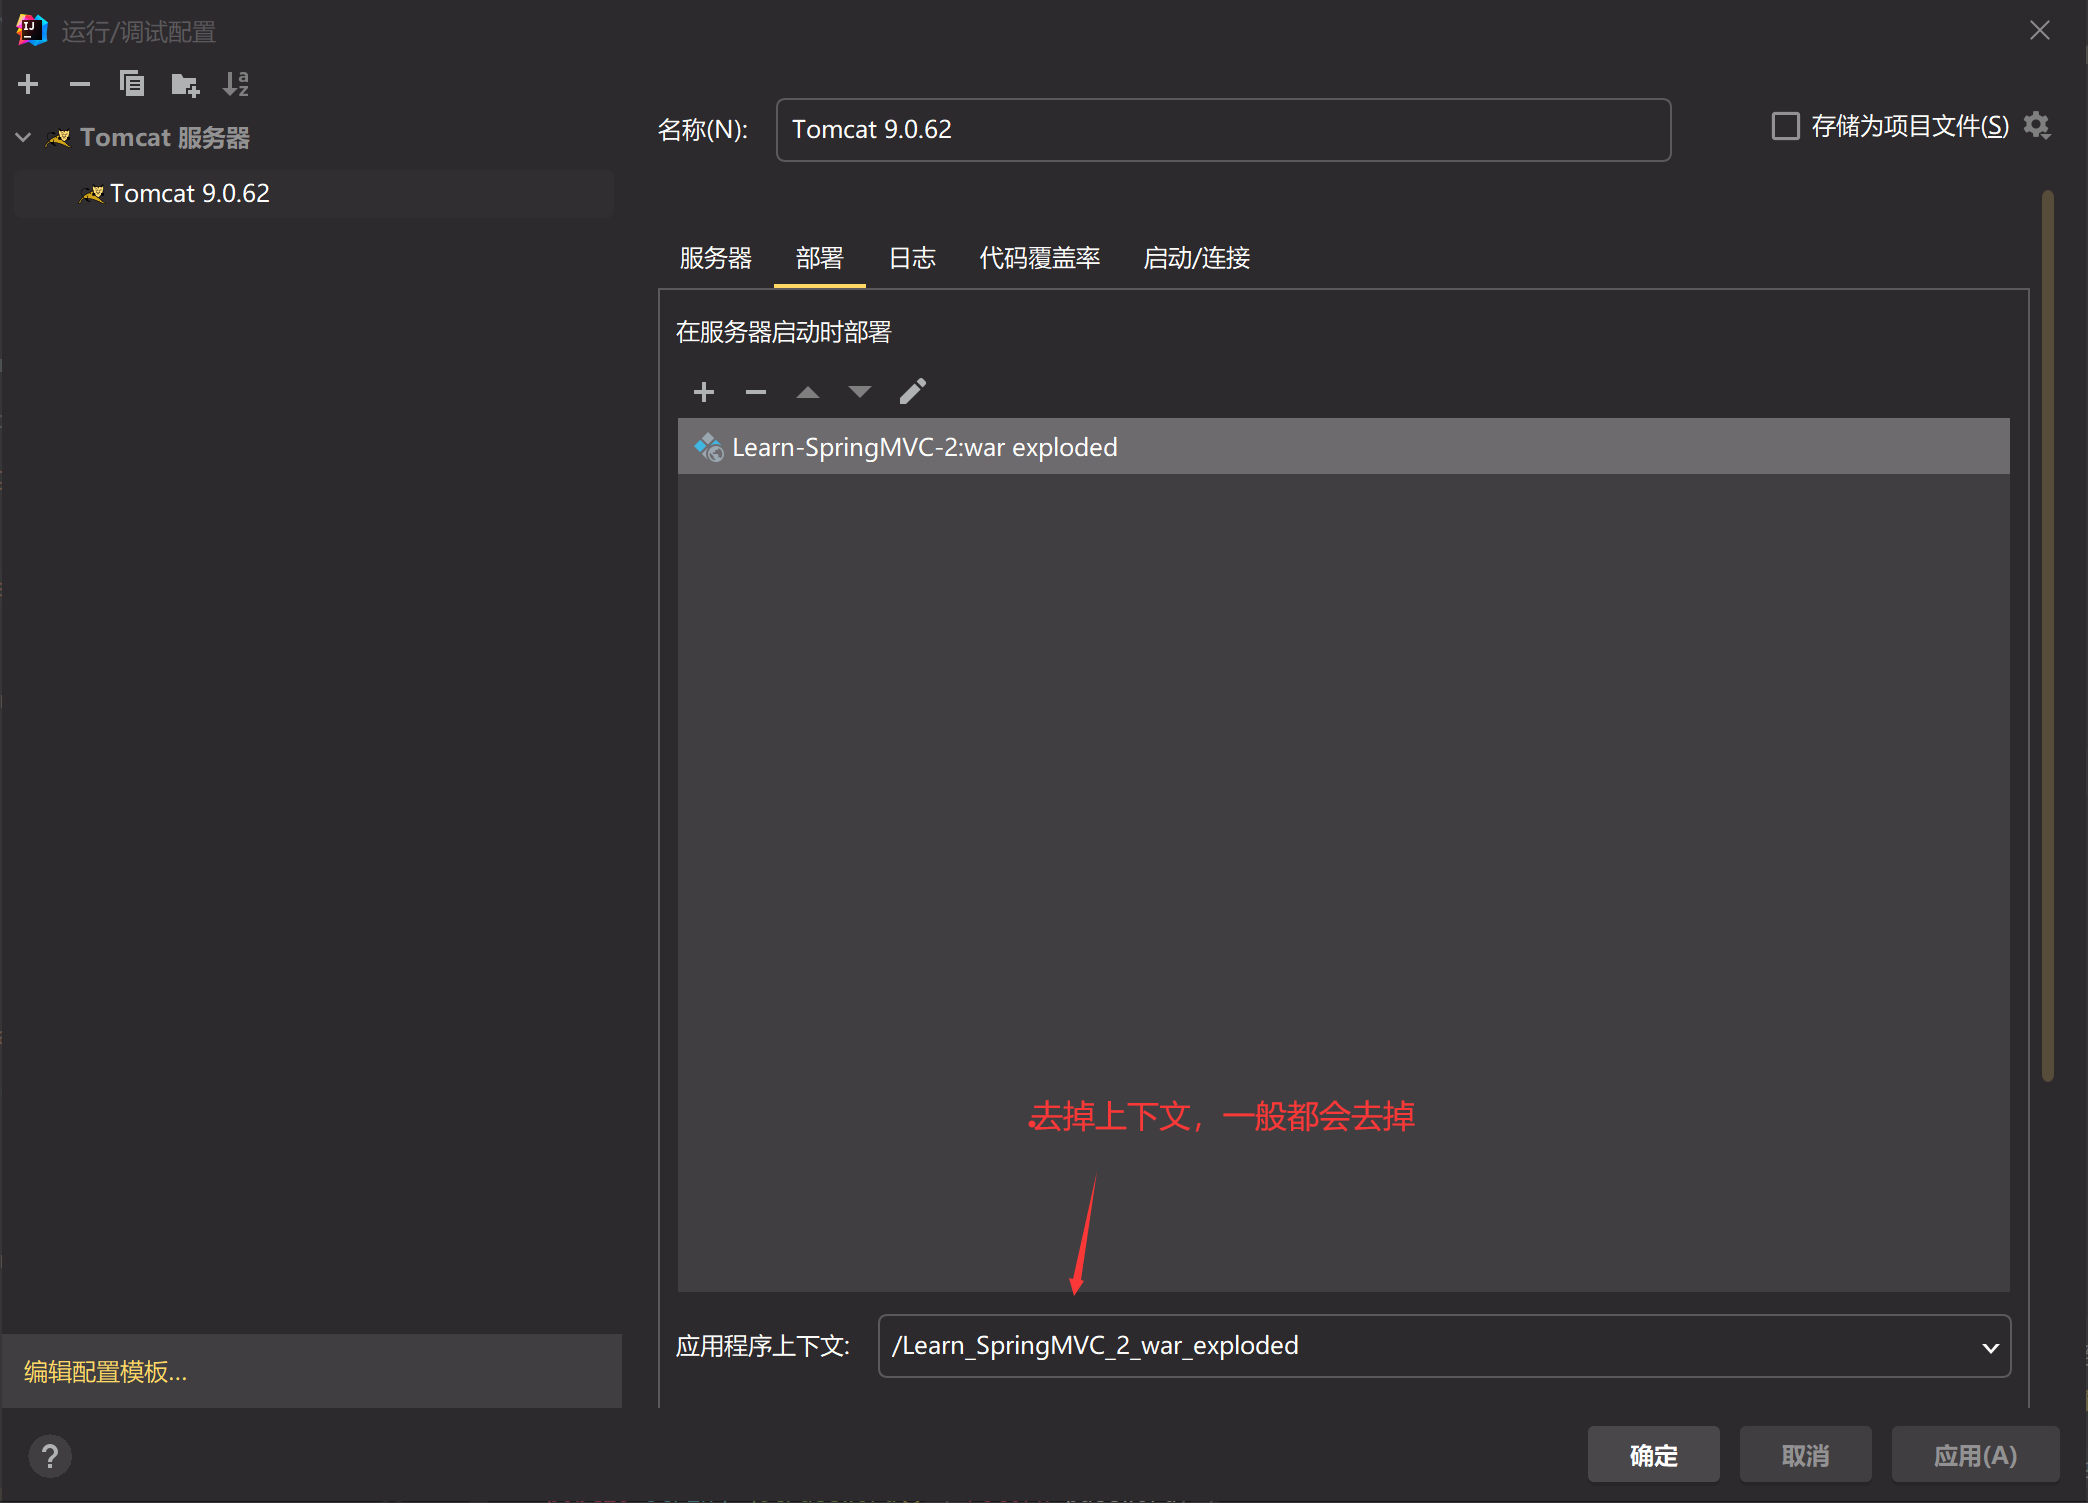 运行/调试配置
Tomcat 服务器
Tomcat 9.0.62
名称(N): Tomcat 9.0.62
存储为项目文件(S)
服务器 部署 日志 代码覆盖率 启动/连接
在服务器启动时部署
Learn-SpringMVC-2:war exploded
去掉上下文，一般都会去掉
应用程序上下文: /Learn_SpringMVC_2_war_exploded
编辑配置模板...
?
确定 取消 应用(A)